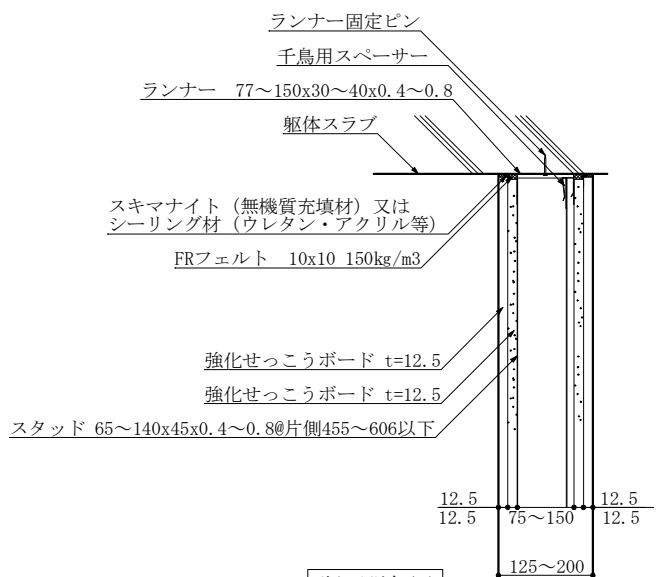 ランナー固定ピン
千鳥用スペーサー
ランナー 77～150x30～40x0.4～0.8
躯体スラブ
スキマナイト（無機質充填材）又は
シーリング材（ウレタン・アクリル等）
FRフェルト 10x10 150kg/m3
強化せっこうボード t=12.5
強化せっこうボード t=12.5
スタッド 65～140x45x0.4～0.8@片側455～606以下
12.5 12.5
12.5 75～150 12.5
125～200